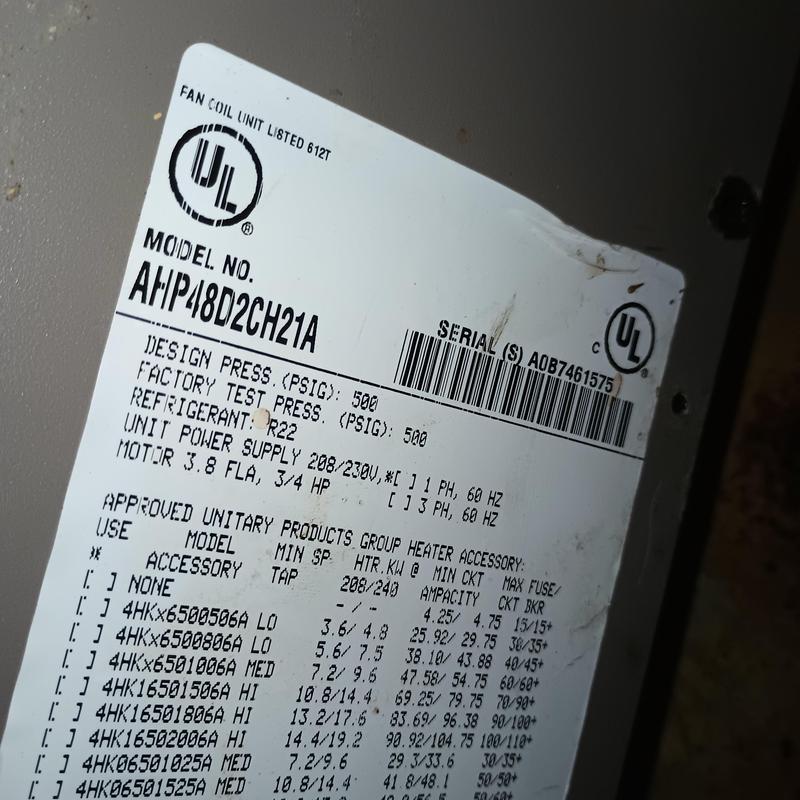 FAN COIL UNIT LISTED 612T
UL
®
MODEL NO.
AHP48D2CH21A
SERIAL (S) A0B7461575
C UL ®
DESIGN PRESS.(PSIG): 500
FACTORY TEST PRESS. (PSIG): 500
REFRIGERANT: R22
UNIT POWER SUPPLY 208/230V,*[ ] 1 PH, 60 HZ
MOTOR 3.8 FLA, 3/4 HP [ ] 3 PH, 60 HZ
APPROVED UNITARY PRODUCTS GROUP HEATER ACCESSORY:
USE MODEL MIN SP HTR.KW @ MIN CKT MAX FUSE/
* ACCESSORY TAP 208/240 AMPACITY CKT BKR
[ ] NONE -/- 4.25/ 4.75 15/15+
[ ] 4HKx6500506A LO 3.6/ 4.8 25.92/ 29.75 30/35+
[ ] 4HKx6500806A LO 5.6/ 7.5 38.10/ 43.88 40/45+
[ ] 4HKx6501006A MED 7.2/ 9.6 47.58/ 54.75 60/60+
[ ] 4HK16501506A HI 10.8/14.4 69.25/ 79.75 70/90+
[ ] 4HK16501806A HI 13.2/17.6 83.69/ 96.38 90/100+
[ ] 4HK16502006A HI 14.4/19.2 90.92/104.75 100/110+
[ ] 4HK06501025A MED 7.2/9.6 29.3/33.6 30/35+
[ ] 4HK06501525A MED 10.8/14.4 41.8/48.1 50/50+